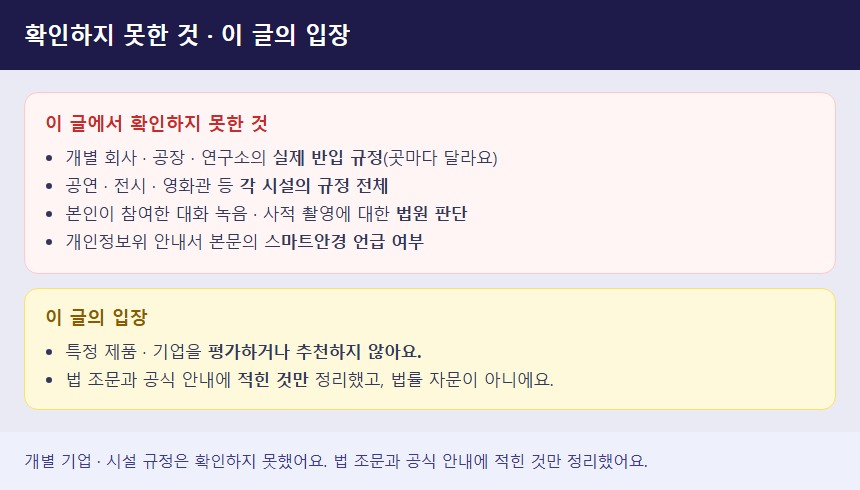 확인하지 못한 것 · 이 글의 입장
이 글에서 확인하지 못한 것
• 개별 회사 · 공장 · 연구소의 실제 반입 규정(곳마다 달라요)
• 공연 · 전시 · 영화관 등 각 시설의 규정 전체
• 본인이 참여한 대화 녹음 · 사적 촬영에 대한 법원 판단
• 개인정보위 안내서 본문의 스마트안경 언급 여부
이 글의 입장
• 특정 제품 · 기업을 평가하거나 추천하지 않아요.
• 법 조문과 공식 안내에 적힌 것만 정리했고, 법률 자문이 아니에요.
개별 기업 · 시설 규정은 확인하지 못했어요. 법 조문과 공식 안내에 적힌 것만 정리했어요.